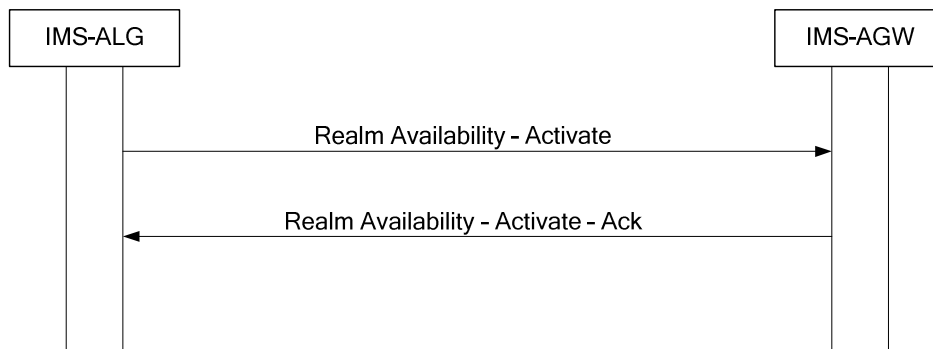 IMS-ALG
IMS-AGW
Realm Availability - Activate
Realm Availability - Activate - Ack